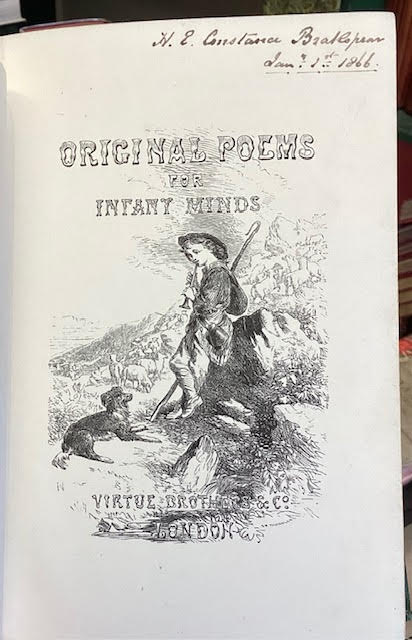 H. E. Constance
Jany. 1st 1866.
ORIGINAL POEMS
FOR
INFANT MINDS
VIRTUE BROTHERS & Co.
LONDON